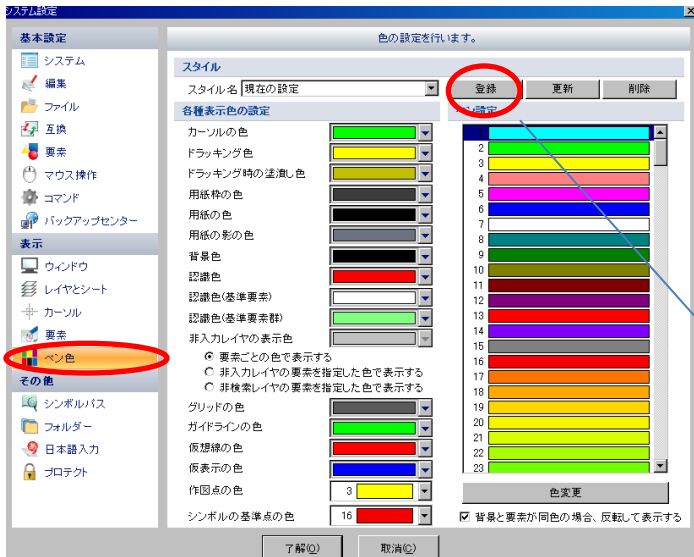 システム設定
基本設定
システム
編集
ファイル
互換
要素
マウス操作
コマンド
バックアップセンター
表示
ウィンドウ
レイヤとシート
カーソル
要素
ペン色
その他
シンボルパス
フォルダー
日本語入力
プロテクト
色の設定を行います。
スタイル
スタイル名 現在の設定
登録 更新 削除
各種表示色の設定
カーソルの色
ドラッキング色
ドラッキング時の塗潰し色
用紙枠の色
用紙の色
用紙の影の色
背景色
認識色
認識色(基準要素)
認識色(基準要素群)
非入力レイヤの表示色
要素ごとの色で表示する
非入力レイヤの要素を指定した色で表示する
非検索レイヤの要素を指定した色で表示する
グリッドの色
ガイドラインの色
仮想線の色
仮表示の色
作図点の色 3
シンボルの基準点の色 16
ペン設定
1
2
3
4
5
6
7
8
9
10
11
12
13
14
15
16
17
18
19
20
21
22
23
色変更
背景と要素が同色の場合、反転して表示する
了解(O) 取消(C)